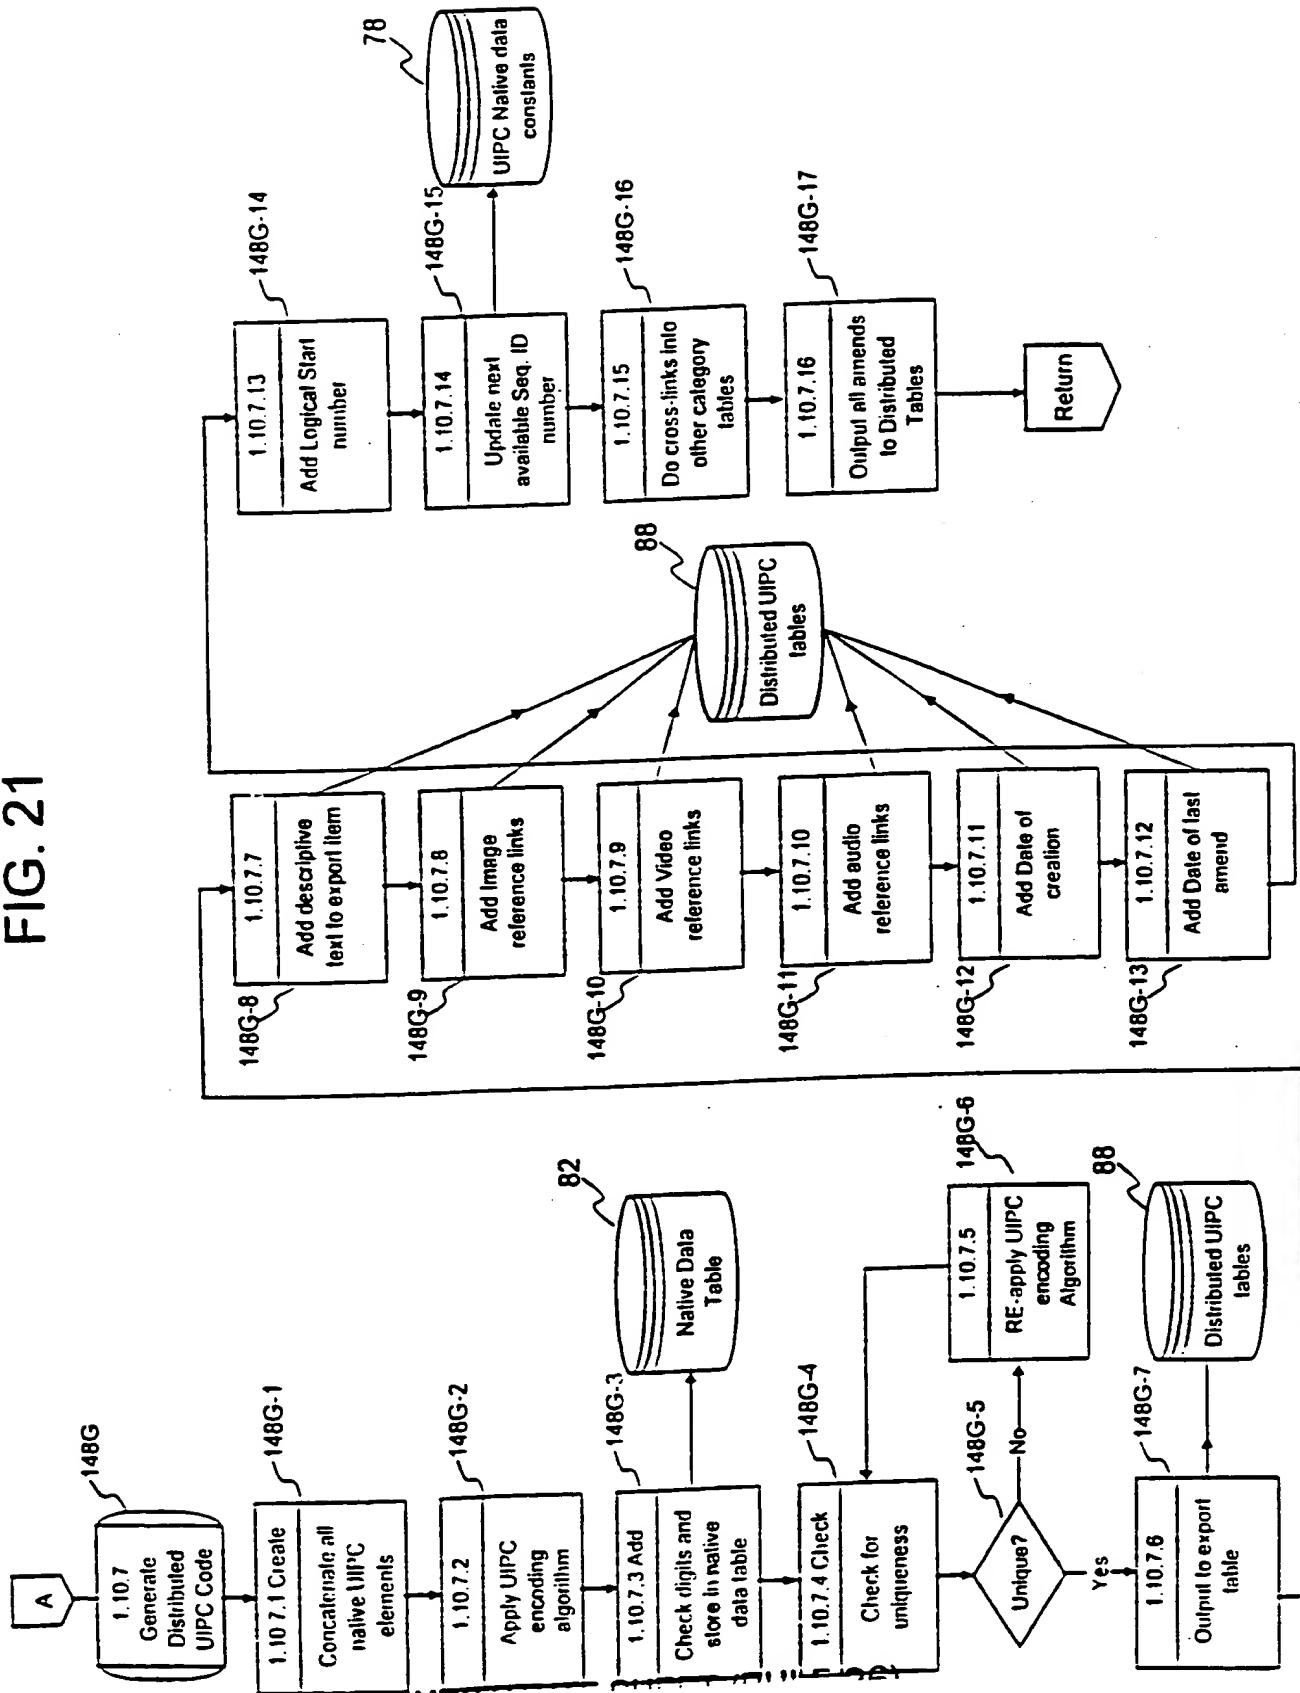 FIG. 21
A
148G
1.10.7
Generate
Distributed
UIPC Code
148G-1
1.10.7.1 Create
Concatenate all
native UIPC
elements
148G-2
1.10.7.2
Apply UIPC
encoding
algorithm
148G-3
1.10.7.3 Add
Check digits and
store in native
data table
82
Native Data
Table
148G-4
1.10.7.4 Check
Check for
uniqueness
148G-5
Unique?
No
Yes
148G-6
1.10.7.5
RE-apply UIPC
encoding
Algorithm
148G-7
1.10.7.6
Output to export
table
88
Distributed UIPC
tables
148G-8
1.10.7.7
Add descriptive
text to export item
148G-9
1.10.7.8
Add Image
reference links
148G-10
1.10.7.9
Add Video
reference links
148G-11
1.10.7.10
Add audio
reference links
148G-12
1.10.7.11
Add Date of
creation
148G-13
1.10.7.12
Add Date of last
amend
88
Distributed UIPC
tables
148G-14
1.10.7.13
Add Logical Start
number
148G-15
1.10.7.14
Update next
available Seq. ID
number
78
UIPC Native data
constants
148G-16
1.10.7.15
Do cross-links into
other category
tables
148G-17
1.10.7.16
Output all amends
to Distributed
Tables
Return